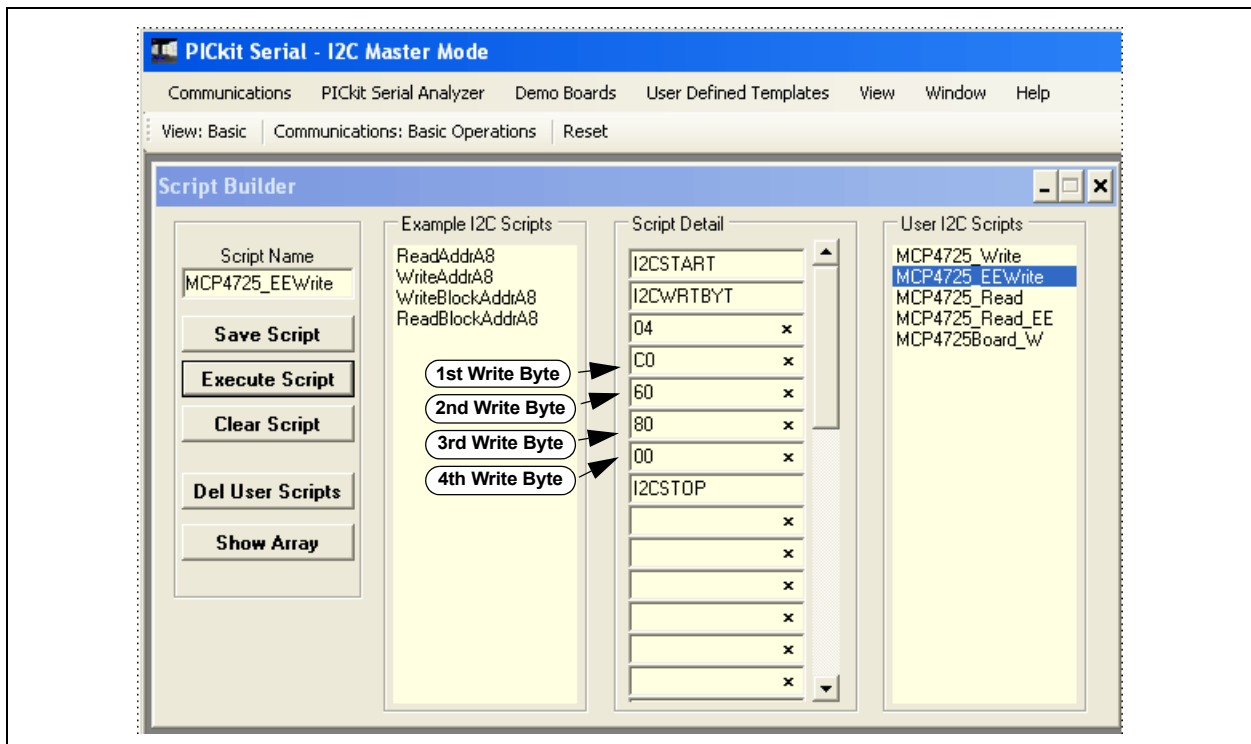 PICkit Serial - I2C Master Mode
Communications PICkit Serial Analyzer Demo Boards User Defined Templates View Window Help
View: Basic Communications: Basic Operations Reset
Script Builder
Script Name
MCP4725_EEWrite
Save Script
Execute Script
Clear Script
Del User Scripts
Show Array
Example I2C Scripts
ReadAddrA8
WriteAddrA8
WriteBlockAddrA8
ReadBlockAddrA8
1st Write Byte
2nd Write Byte
3rd Write Byte
4th Write Byte
Script Detail
I2CSTART
I2CWRTBYT
04 x
C0 x
60 x
80 x
00 x
I2CSTOP
x
x
x
x
x
x
User I2C Scripts
MCP4725_Write
MCP4725_EEWrite
MCP4725_Read
MCP4725_Read_EE
MCP4725Board_W